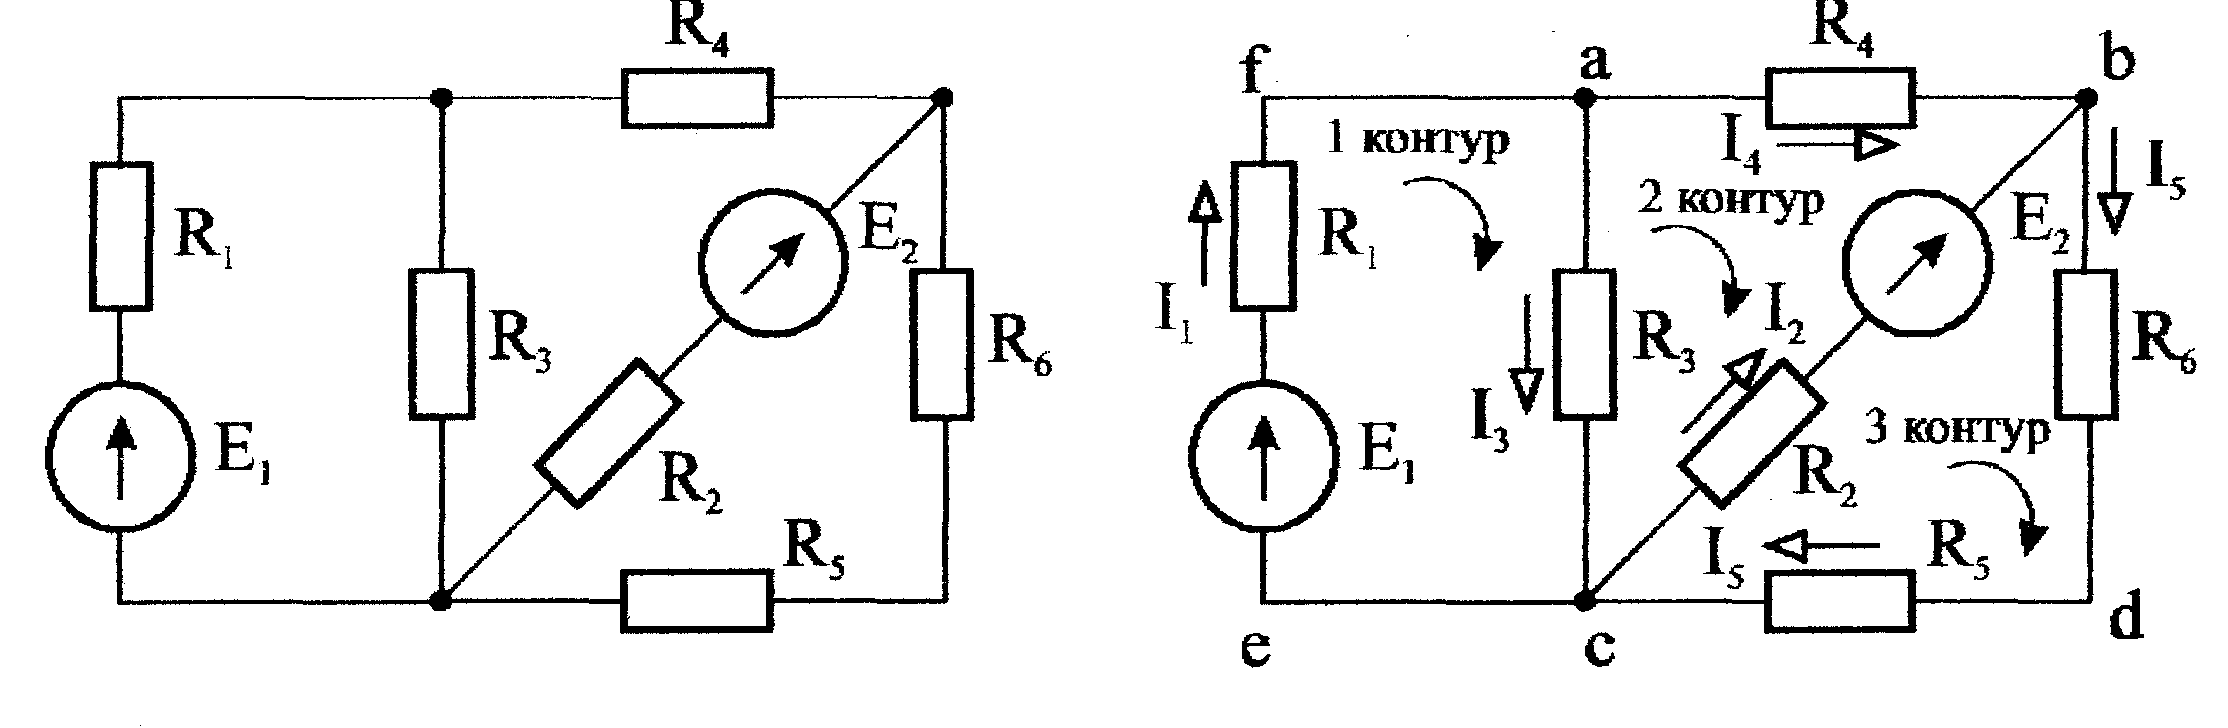 R4
R1
E2
R3
R6
E1
R2
R5
f
a
R4
b
1 контур
I4
I5
2 контур
R1
E2
I1
I2
R3
R6
I3
3 контур
E1
R2
I5
R5
e
c
d